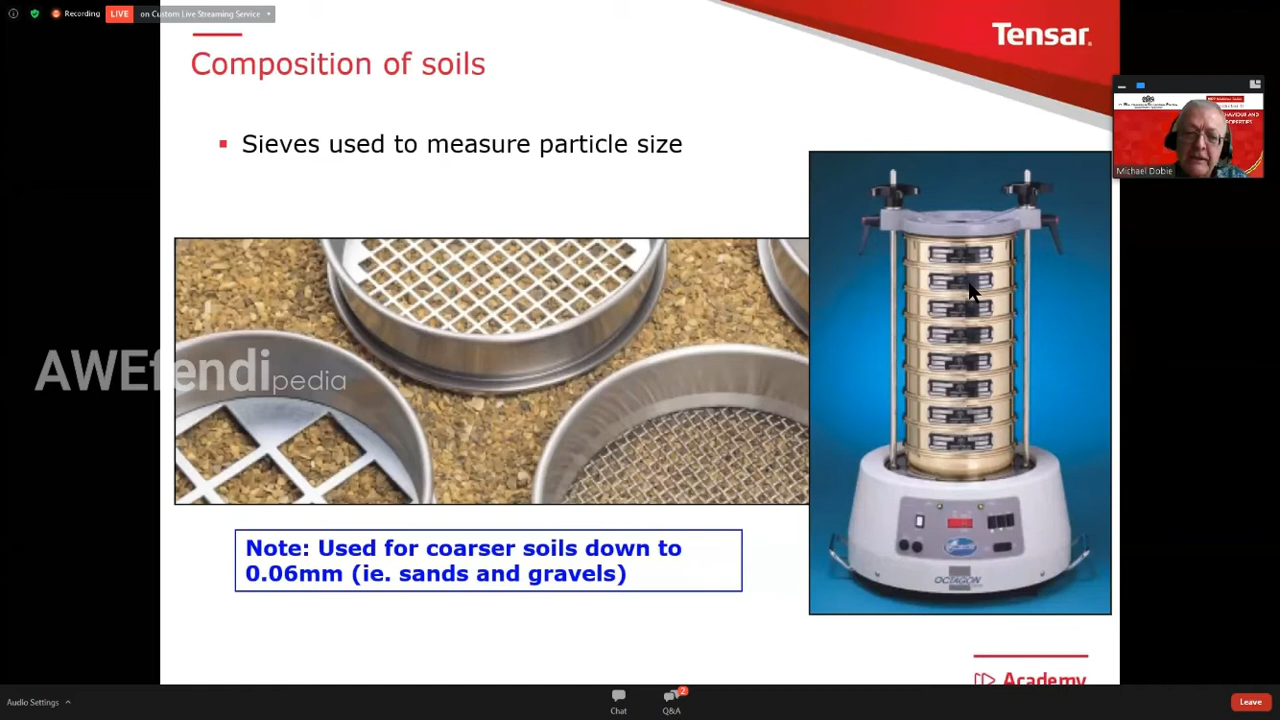 Recording
LIVE
on Custom Live Streaming Service
Tensar.
Composition of soils
Sieves used to measure particle size
Michael Dobie
AWEfendipedia
Note: Used for coarser soils down to
0.06mm (ie. sands and gravels)
OCTAGON
Academy
Audio Settings
Chat
2
Q&A
Leave